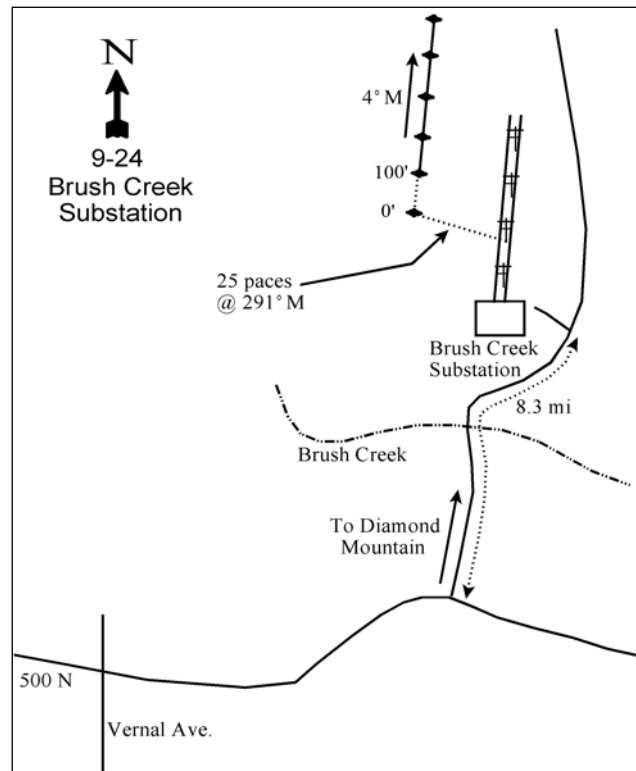 N
9-24
Brush Creek
Substation
4° M
100'
0'
25 paces
@ 291° M
Brush Creek
Substation
8.3 mi
Brush Creek
To Diamond
Mountain
500 N
Vernal Ave.